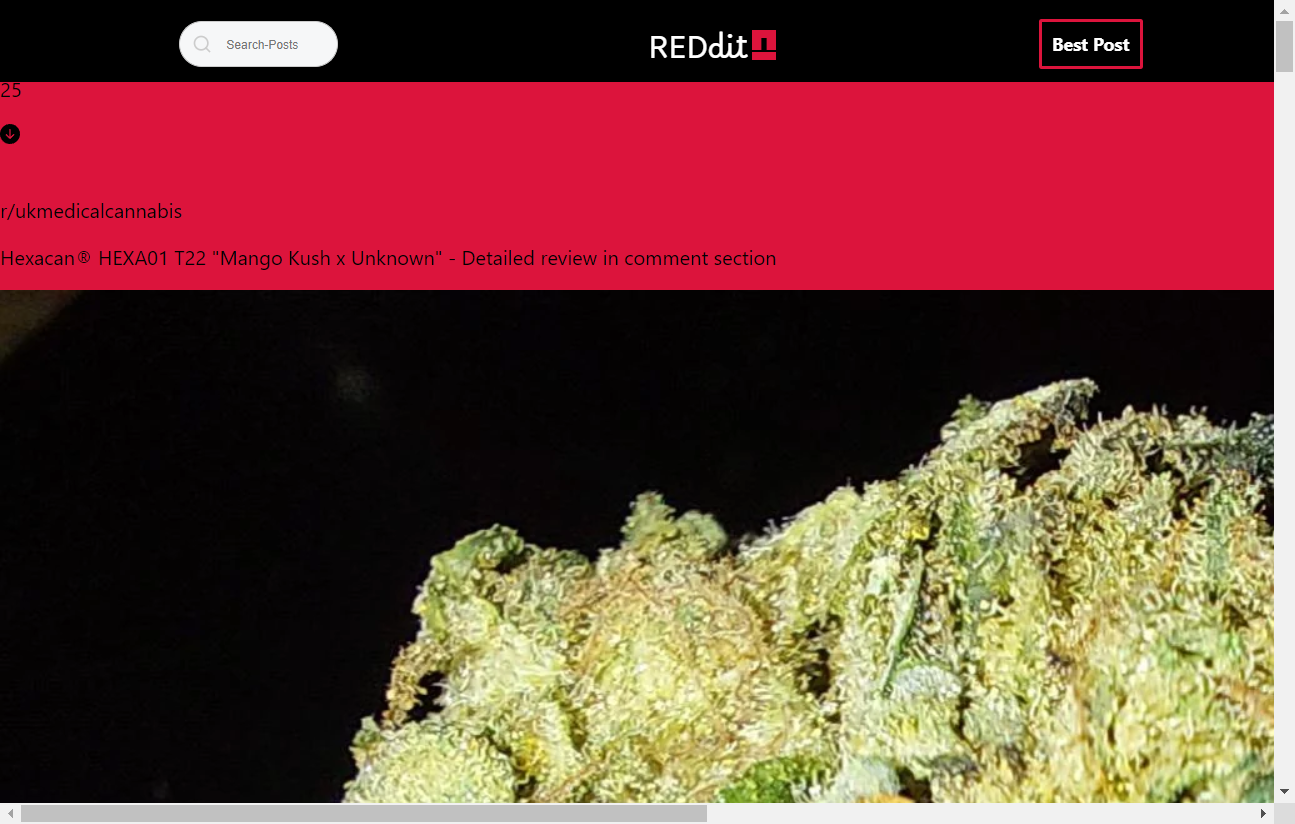 Search-Posts
REDdit
Best Post
25
r/ukmedicalcannabis
Hexacan® HEXA01 T22 "Mango Kush x Unknown" - Detailed review in comment section